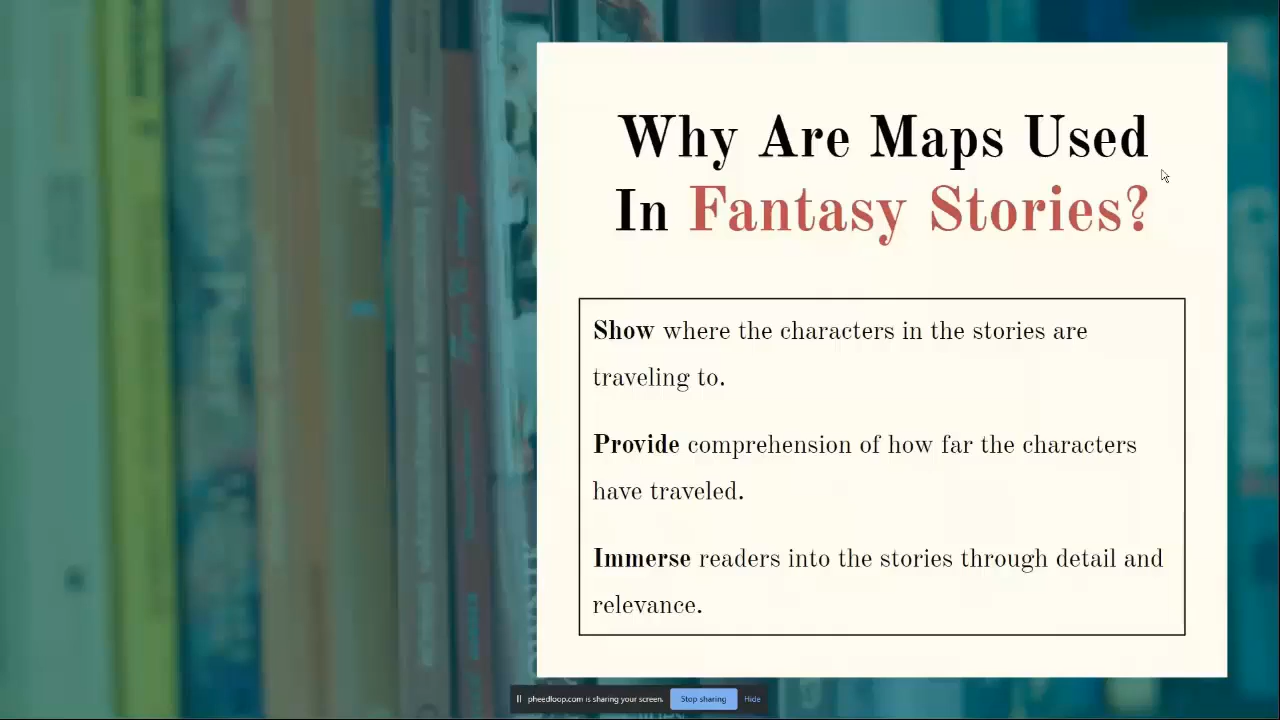 Why Are Maps Used
In Fantasy Stories?
Show where the characters in the stories are
traveling to.
Provide comprehension of how far the characters
have traveled.
Immerse readers into the stories through detail and
relevance.
pheedloop.com is sharing your screen.
Stop sharing
Hide